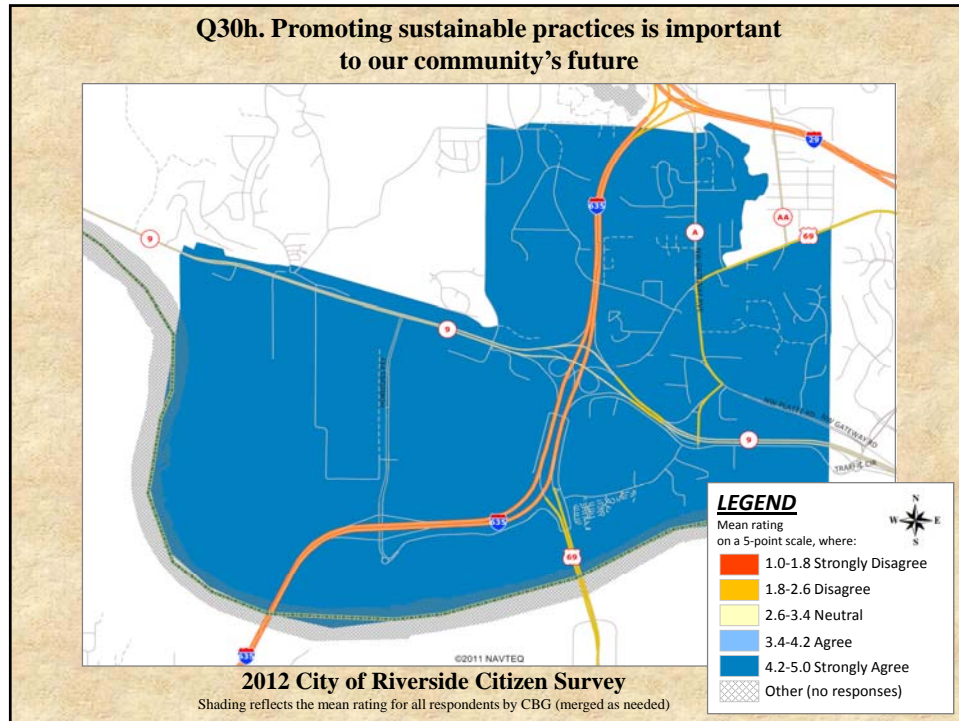 Q30h. Promoting sustainable practices is important
to our community's future
29
635
AA
A
69
9
9
NW PLATTE RD
NW GATEWAY RD
9
TRAFFIC CIR
635
69
635
©2011 NAVTEQ
LEGEND
Mean rating
on a 5-point scale, where:
N
W E
S
1.0-1.8 Strongly Disagree
1.8-2.6 Disagree
2.6-3.4 Neutral
3.4-4.2 Agree
4.2-5.0 Strongly Agree
Other (no responses)
2012 City of Riverside Citizen Survey
Shading reflects the mean rating for all respondents by CBG (merged as needed)